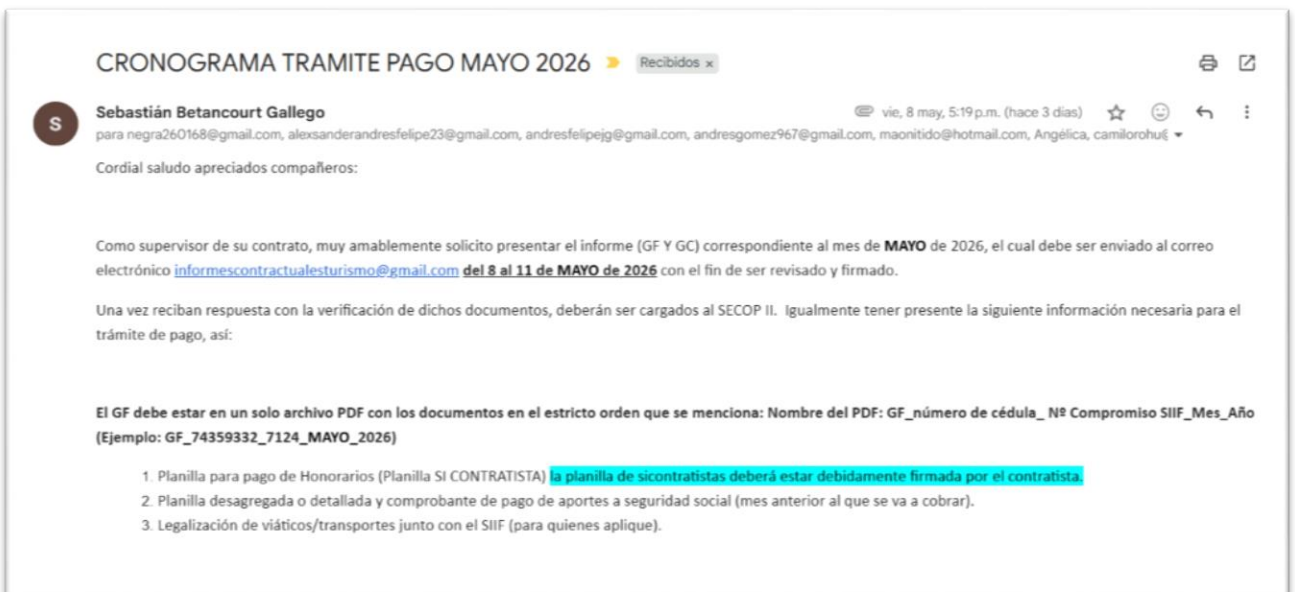 CRONOGRAMA TRAMITE PAGO MAYO 2026 Recibidos x
S
Sebastián Betancourt Gallego vie, 8 may, 5:19 p.m. (hace 3 días)
para negra260168@gmail.com, alexsanderandresfelipe23@gmail.com, andresfelipejg@gmail.com, andresgomez967@gmail.com, maonitido@hotmail.com, Angélica,
Cordial saludo apreciados compañeros:
Como supervisor de su contrato, muy amablemente solicito presentar el informe (GF Y GC) correspondiente al mes de MAYO de 2026, el cual debe ser enviado al correo
electrónico informescontractualesturismo@gmail.com del 8 al 11 de MAYO de 2026 con el fin de ser revisado y firmado.
Una vez reciban respuesta con la verificación de dichos documentos, deberán ser cargados al SECOP II. Igualmente tener presente la siguiente información necesaria para el
trámite de pago, así:
El GF debe estar en un solo archivo PDF con los documentos en el estricto orden que se menciona: Nombre del PDF: GF_número de cédula_ Nº Compromiso SIIF_Mes_Año
(Ejemplo: GF_74359332_7124_MAYO_2026)
1. Planilla para pago de Honorarios (Planilla SI CONTRATISTA) la planilla de sicontratistas deberá estar debidamente firmada por el contratista.
2. Planilla desagregada o detallada y comprobante de pago de aportes a seguridad social (mes anterior al que se va a cobrar).
3. Legalización de viáticos/transportes junto con el SIIF (para quienes aplique).